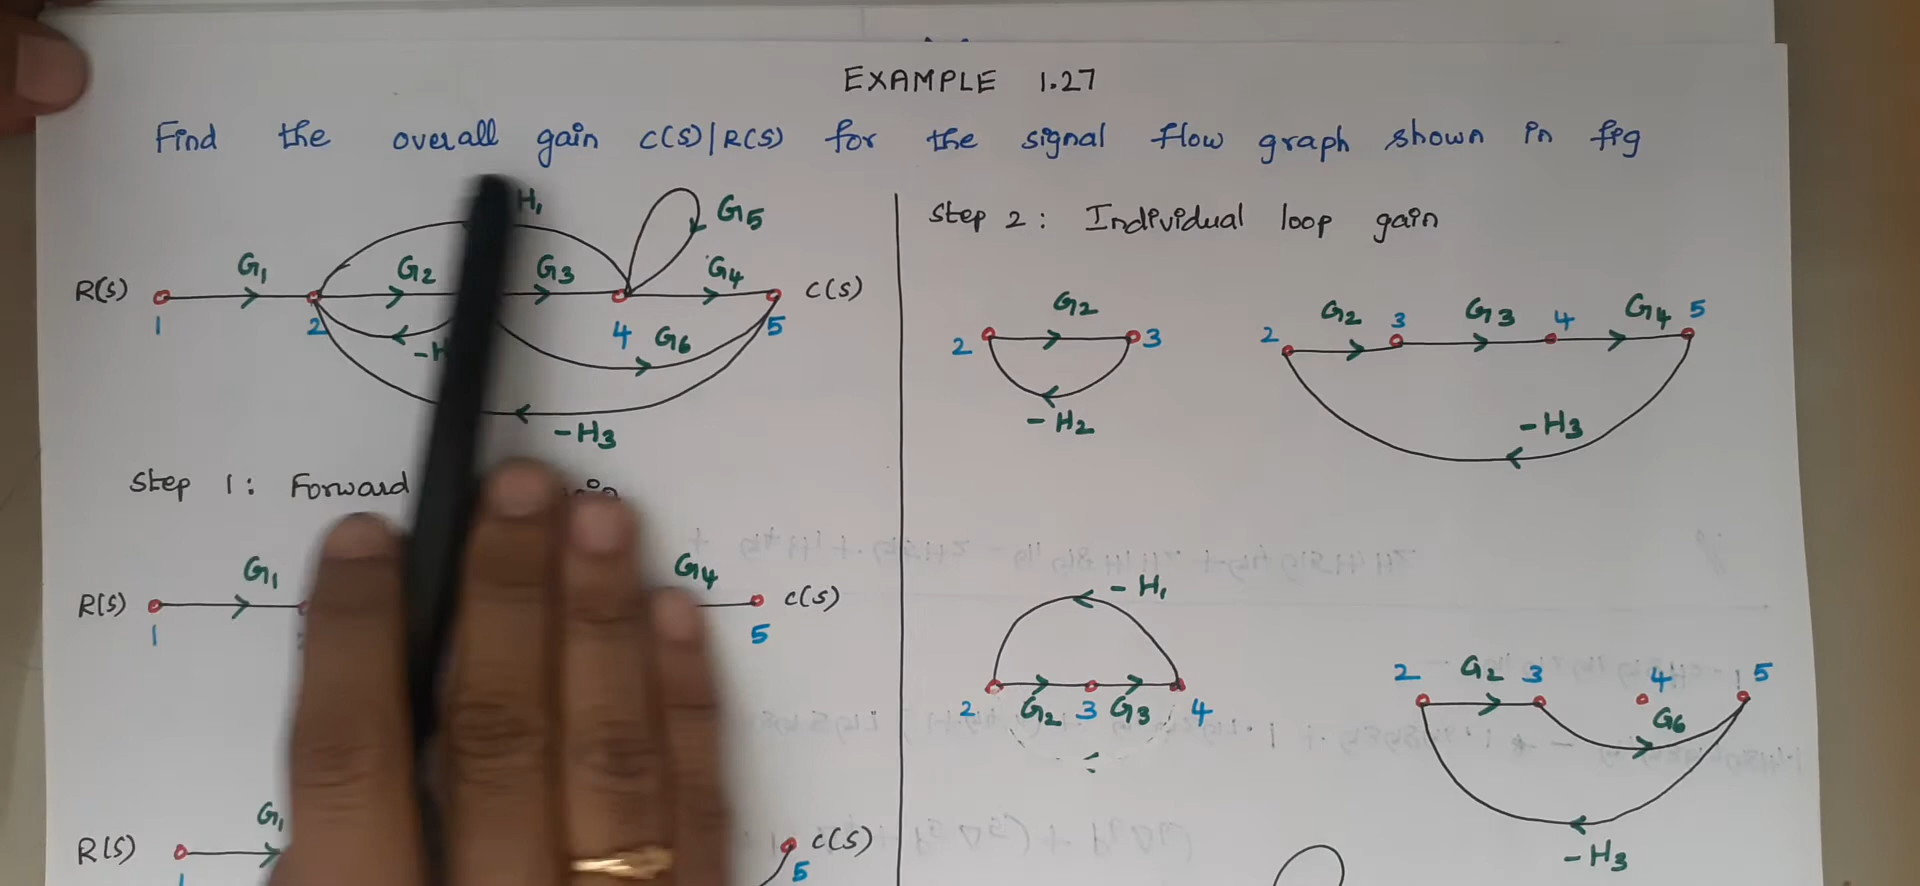 EXAMPLE 1.27
Find the overall gain C(S)|R(S) for the signal flow graph shown in fig
H1
G5
R(S) G1 G2 G3 G4 C(S)
1 2 4 5
-H G6
-H3
Step 1: Forward
R(S) G1 G4 C(S)
1 5
R(S) G1 C(S)
1 5
Step 2: Individual loop gain
G2
2 3
-H2
G2 3 G3 4 G4 5
2
-H3
-H1
2 G2 3 G3 4
2 G2 3 4 5
G6
-H3